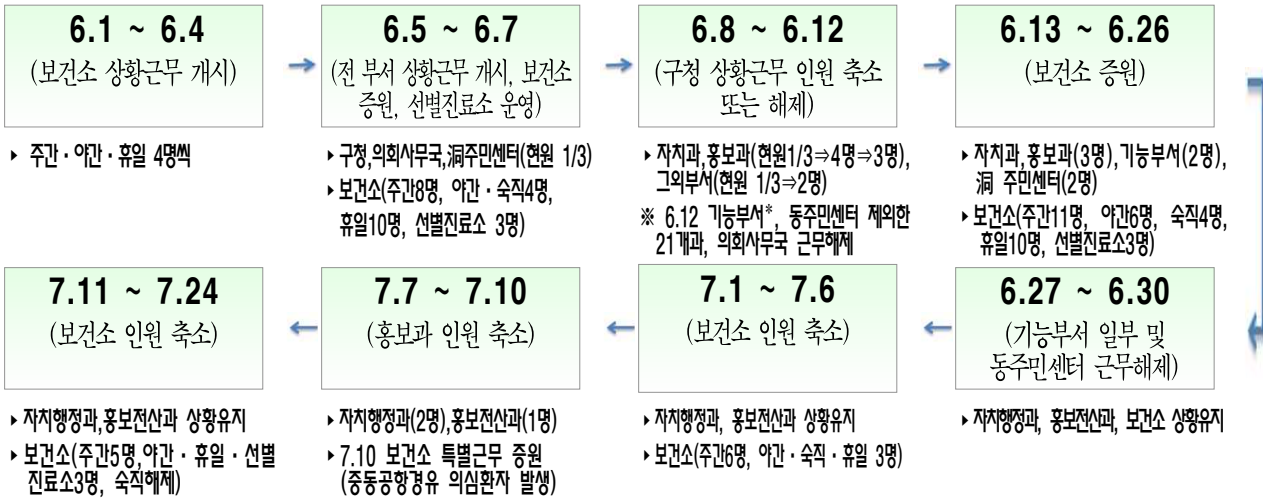 6.1 ~ 6.4
(보건소 상황근무 개시)
▸ 주간 · 야간 · 휴일 4명씩
6.5 ~ 6.7
(전 부서 상황근무 개시, 보건소
증원, 선별진료소 운영)
▸ 구청,의회사무국,洞주민센터(현원 1/3)
▸ 보건소(주간8명, 야간 · 숙직4명,
휴일10명, 선별진료소 3명)
6.8 ~ 6.12
(구청 상황근무 인원 축소
또는 해제)
▸ 자치과,홍보과(현원1/3⇒4명⇒3명),
그외부서(현원 1/3⇒2명)
※ 6.12 기능부서*, 동주민센터 제외한
21개과, 의회사무국 근무해제
6.13 ~ 6.26
(보건소 증원)
▸ 자치과,홍보과(3명),기능부서(2명),
洞 주민센터(2명)
▸ 보건소(주간11명, 야간6명, 숙직4명,
휴일10명, 선별진료소3명)
6.27 ~ 6.30
(기능부서 일부 및
동주민센터 근무해제)
▸ 자치행정과, 홍보전산과, 보건소 상황유지
7.1 ~ 7.6
(보건소 인원 축소)
▸ 자치행정과, 홍보전산과 상황유지
▸ 보건소(주간6명, 야간 · 숙직 · 휴일 3명)
7.7 ~ 7.10
(홍보과 인원 축소)
▸ 자치행정과(2명),홍보전산과(1명)
▸ 7.10 보건소 특별근무 증원
(중동공항경유 의심환자 발생)
7.11 ~ 7.24
(보건소 인원 축소)
▸ 자치행정과,홍보전산과 상황유지
▸ 보건소(주간5명,야간 · 휴일 · 선별
진료소3명, 숙직해제)